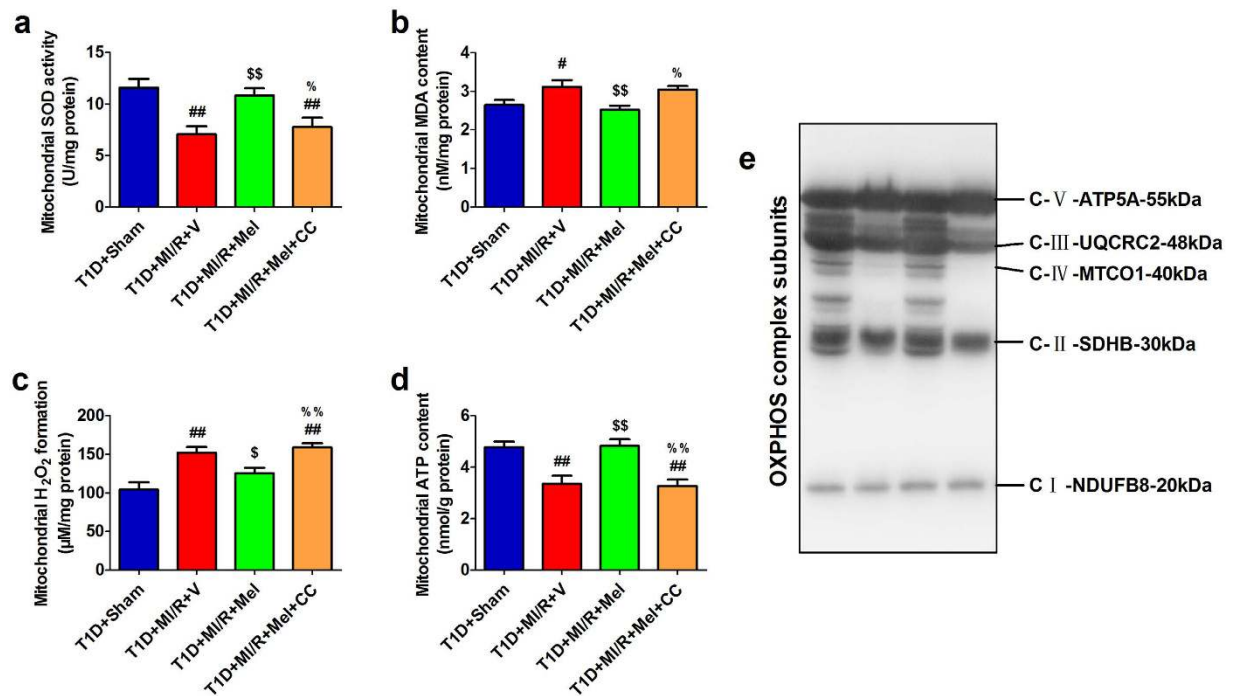 a
Mitochondrial SOD activity
(U/mg protein)
15
10
5
0
##
$$
%
##
T1D+Sham
T1D+MI/R+V
T1D+MI/R+Mel
T1D+MI/R+Mel+CC
b
Mitochondrial MDA content
(nM/mg protein)
4
3
2
1
0
#
$$
%
T1D+Sham
T1D+MI/R+V
T1D+MI/R+Mel
T1D+MI/R+Mel+CC
c
Mitochondrial H₂O₂ formation
(µM/mg protein)
200
150
100
50
0
##
$
%%
##
T1D+Sham
T1D+MI/R+V
T1D+MI/R+Mel
T1D+MI/R+Mel+CC
d
Mitochondrial ATP content
(nmol/g protein)
6
4
2
0
##
$$
%%
##
T1D+Sham
T1D+MI/R+V
T1D+MI/R+Mel
T1D+MI/R+Mel+CC
e
OXPHOS complex subunits
C-Ⅴ-ATP5A-55kDa
C-Ⅲ-UQCRC2-48kDa
C-Ⅳ-MTCO1-40kDa
C-Ⅱ-SDHB-30kDa
CⅠ-NDUFB8-20kDa